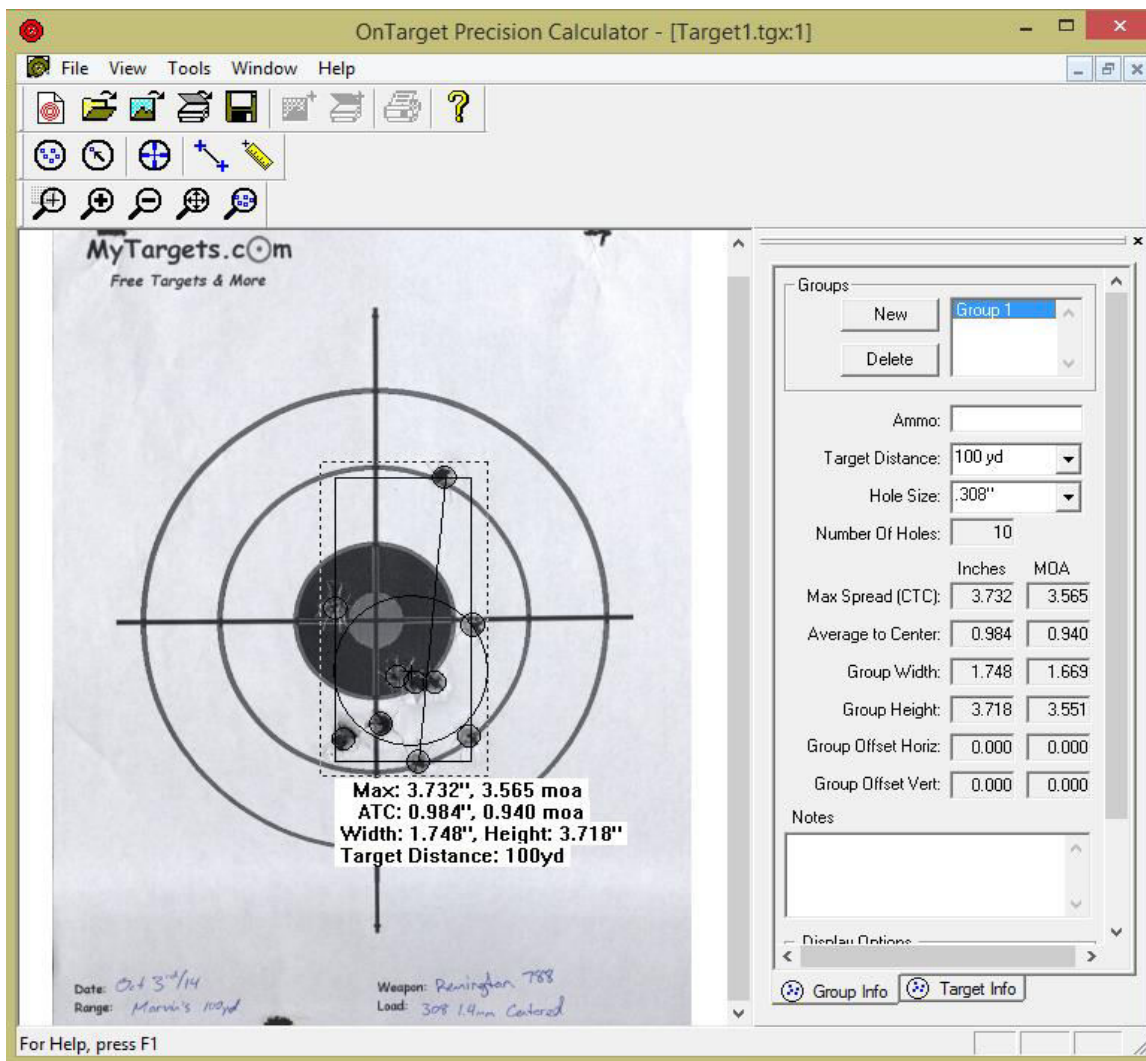 OnTarget Precision Calculator - [Target1.tgx:1]
File View Tools Window Help
MyTargets.com
Free Targets & More
Max: 3.732", 3.565 moa
ATC: 0.984", 0.940 moa
Width: 1.748", Height: 3.718"
Target Distance: 100yd
Date: Oct 3rd/14
Range: Marvin's 100yd
Weapon: Remington 788
Load: 308 1.4mm Centered
Groups
New
Group 1
Delete
Ammo:
Target Distance: 100 yd
Hole Size: .308"
Number Of Holes: 10
Inches MOA
Max Spread (CTC): 3.732 3.565
Average to Center: 0.984 0.940
Group Width: 1.748 1.669
Group Height: 3.718 3.551
Group Offset Horiz: 0.000 0.000
Group Offset Vert: 0.000 0.000
Notes
Display Options
Group Info Target Info
For Help, press F1